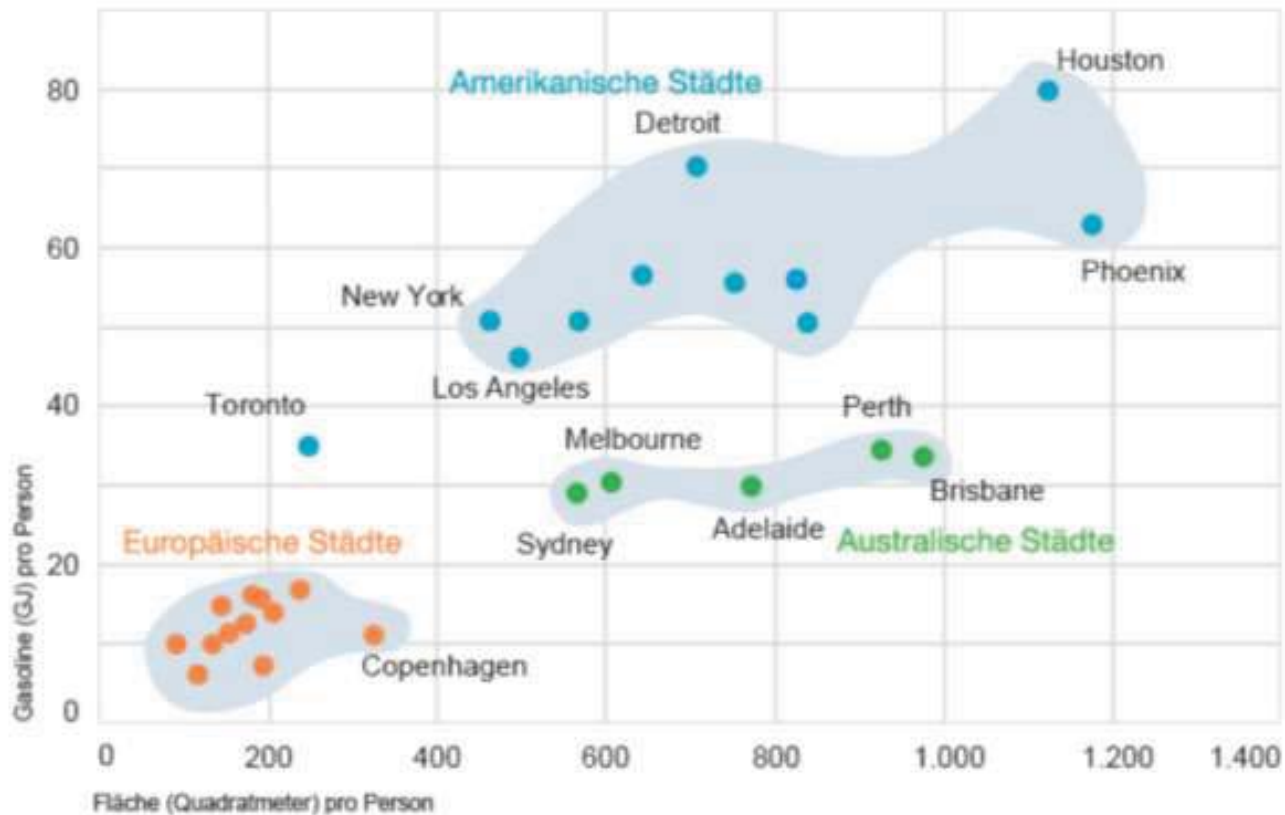 Houston
Amerikanische Städte
80
Detroit
60
Phoenix
New York
Los Angeles
40
Toronto
Perth
Melbourne
Brisbane
Adelaide
Europäische Städte
Sydney
Australische Städte
20
Copenhagen
0
Gasoline (GJ) pro Person
0 200 400 600 800 1.000 1.200 1.400
Fläche (Quadratmeter) pro Person